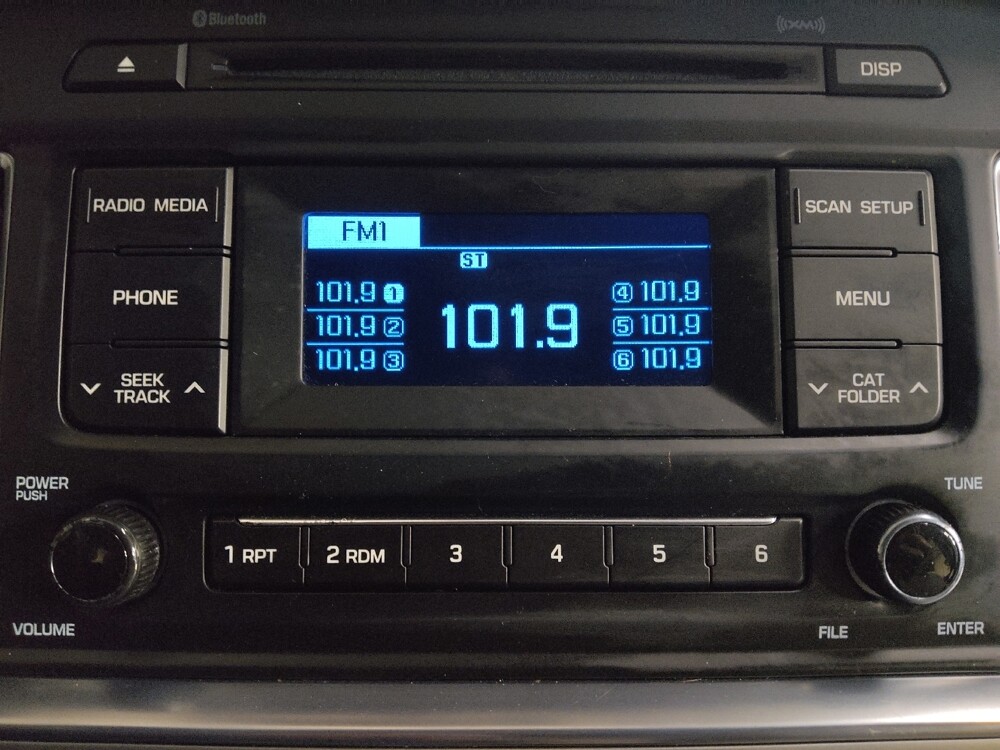 Bluetooth
((XM))
DISP
RADIO MEDIA
SCAN SETUP
FM1
ST
PHONE
MENU
101.9 1
101.9 2
101.9 3
101.9
4 101.9
5 101.9
6 101.9
SEEK
TRACK
CAT
FOLDER
POWER
PUSH
TUNE
1 RPT
2 RDM
3
4
5
6
VOLUME
FILE
ENTER